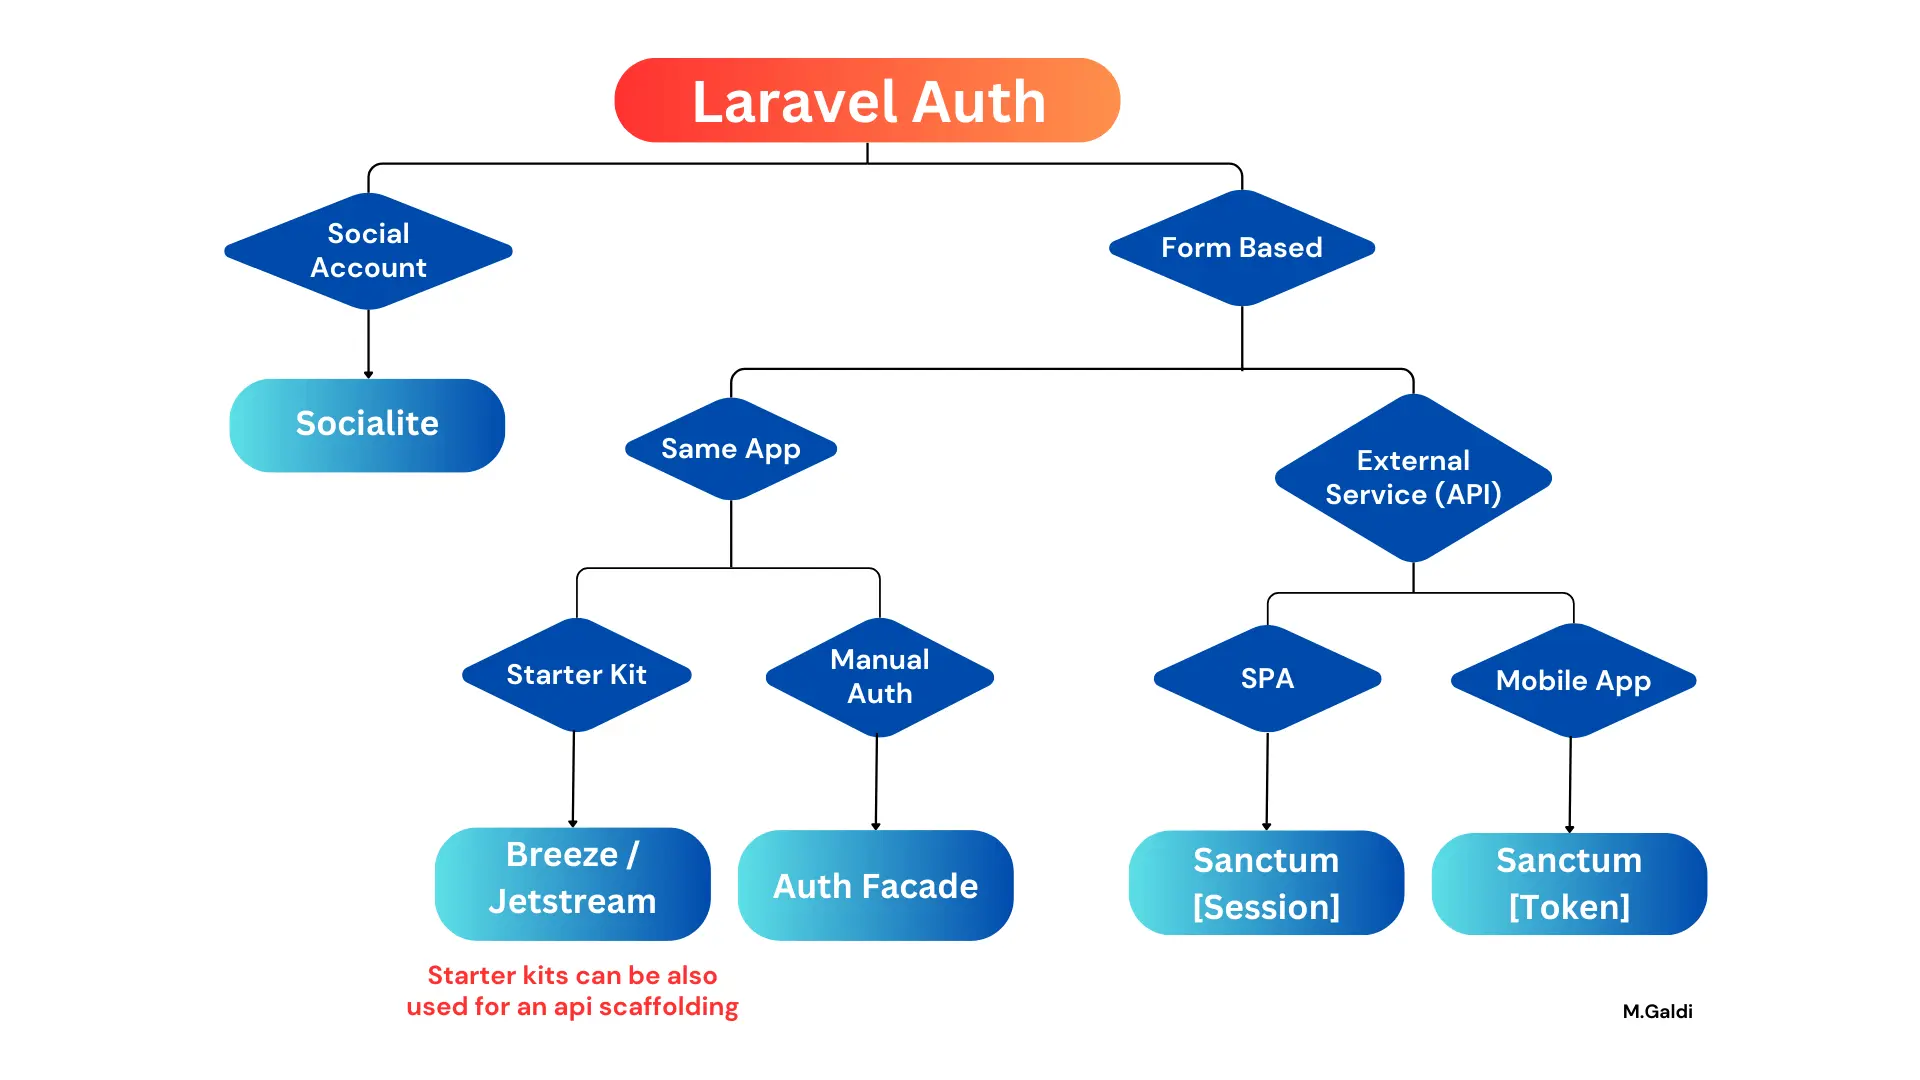 Laravel Auth
Social
Account
Form Based
Socialite
Same App
External
Service (API)
Starter Kit
Manual
Auth
SPA
Mobile App
Breeze /
Jetstream
Auth Facade
Sanctum
[Session]
Sanctum
[Token]
Starter kits can be also
used for an api scaffolding
M.Galdi